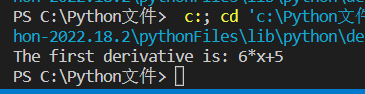 PS C:\Python文件> c:; cd 'c:\Python文件
hon-2022.18.2\pythonFiles\lib\python\de
The first derivative is: 6*x+5
PS C:\Python文件>